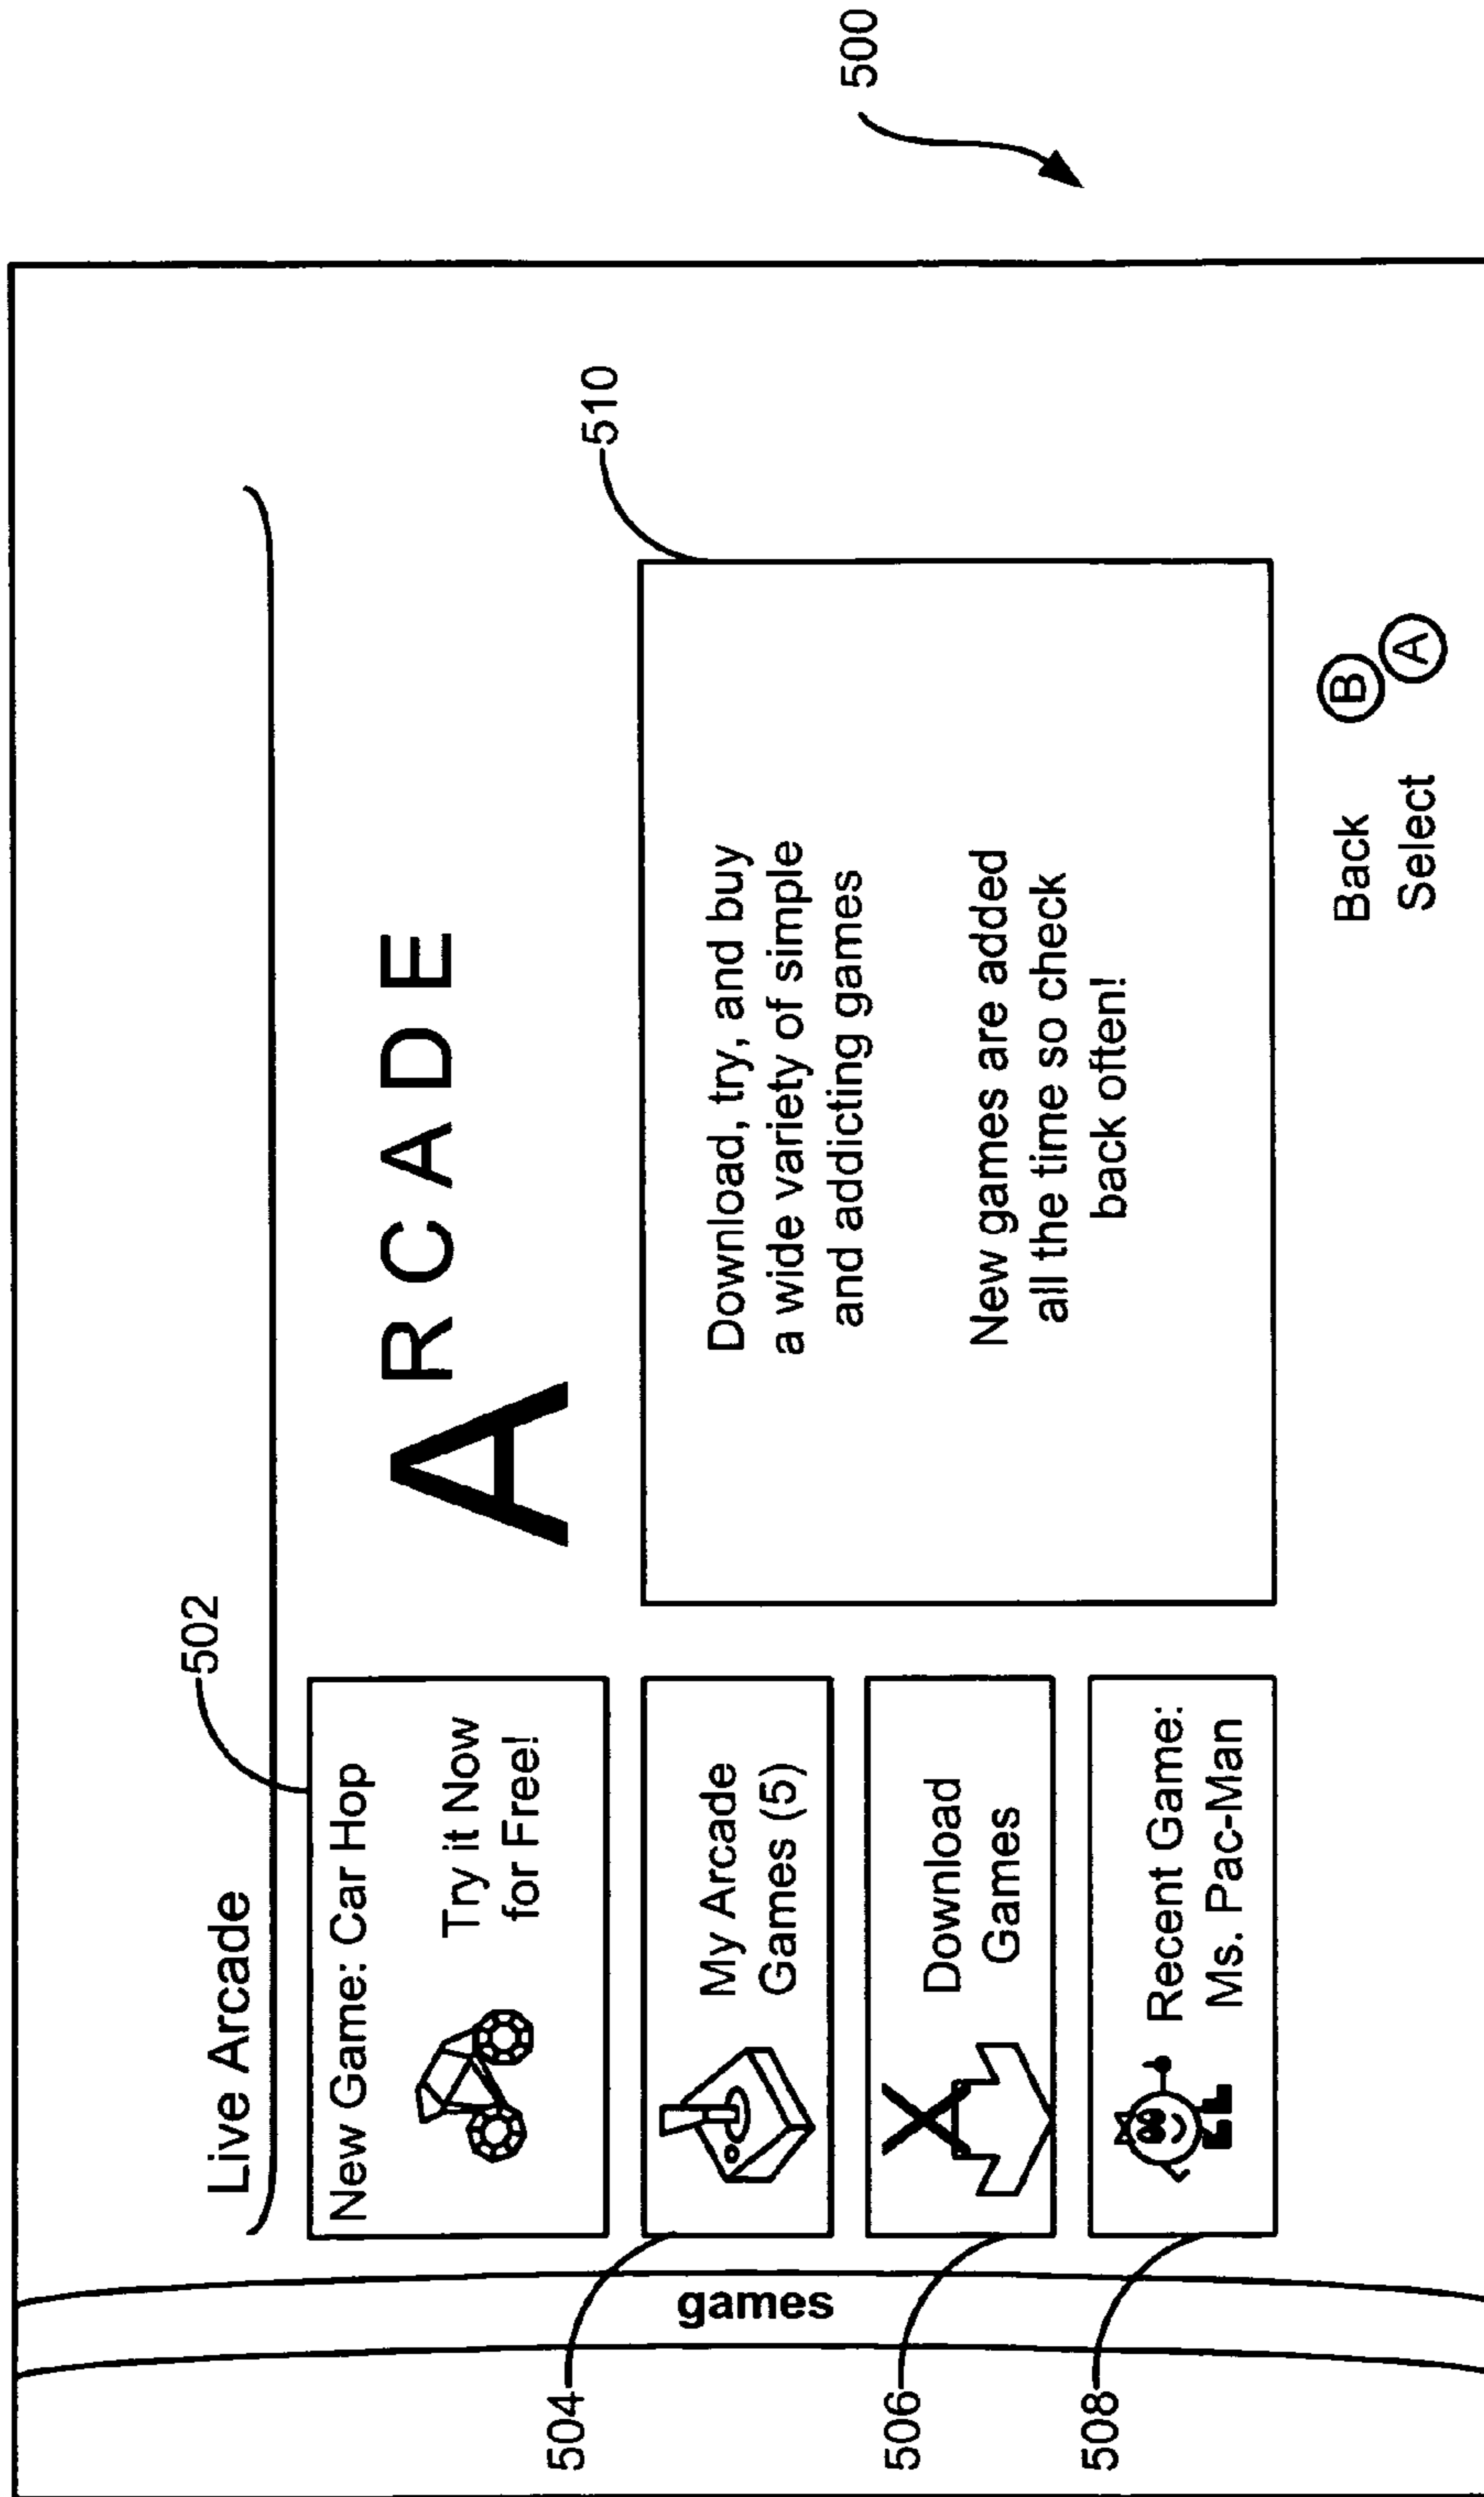 Live Arcade
502
New Game: Car Hop
Try it Now
for Free!
ARCADE
504
My Arcade
Games (5)
506
Download
Games
508
Recent Game:
Ms. Pac-Man
games
510
Download, try, and buy
a wide variety of simple
and addicting games
New games are added
all the time so check
back often!
Back B
Select A
500